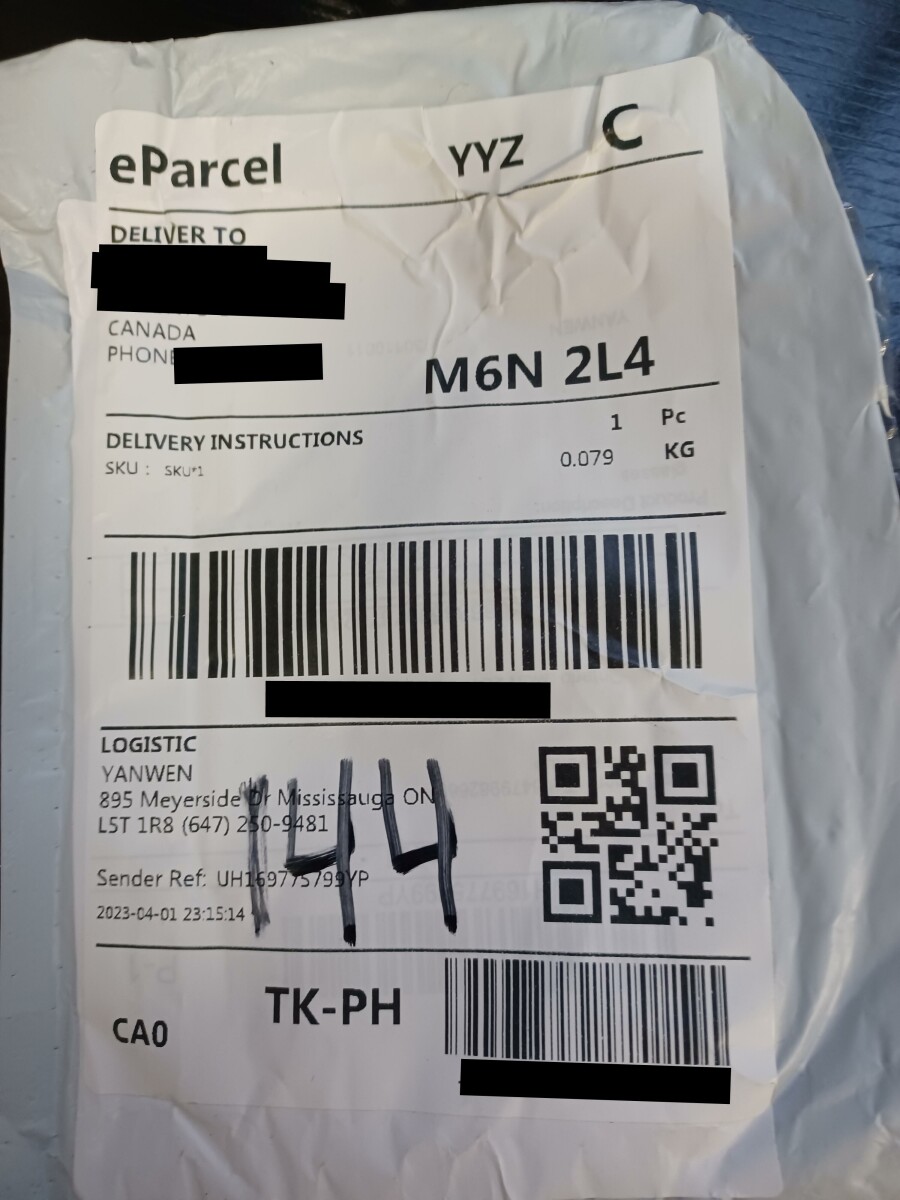 eParcel YYZ C
DELIVER TO
CANADA
PHONE
M6N 2L4
DELIVERY INSTRUCTIONS 1 Pc
SKU : SKU*1 0.079 KG
LOGISTIC
YANWEN
895 Meyerside Dr Mississauga ON
L5T 1R8 (647) 250-9481
144
Sender Ref: UH169775799YP
2023-04-01 23:15:14
CA0 TK-PH